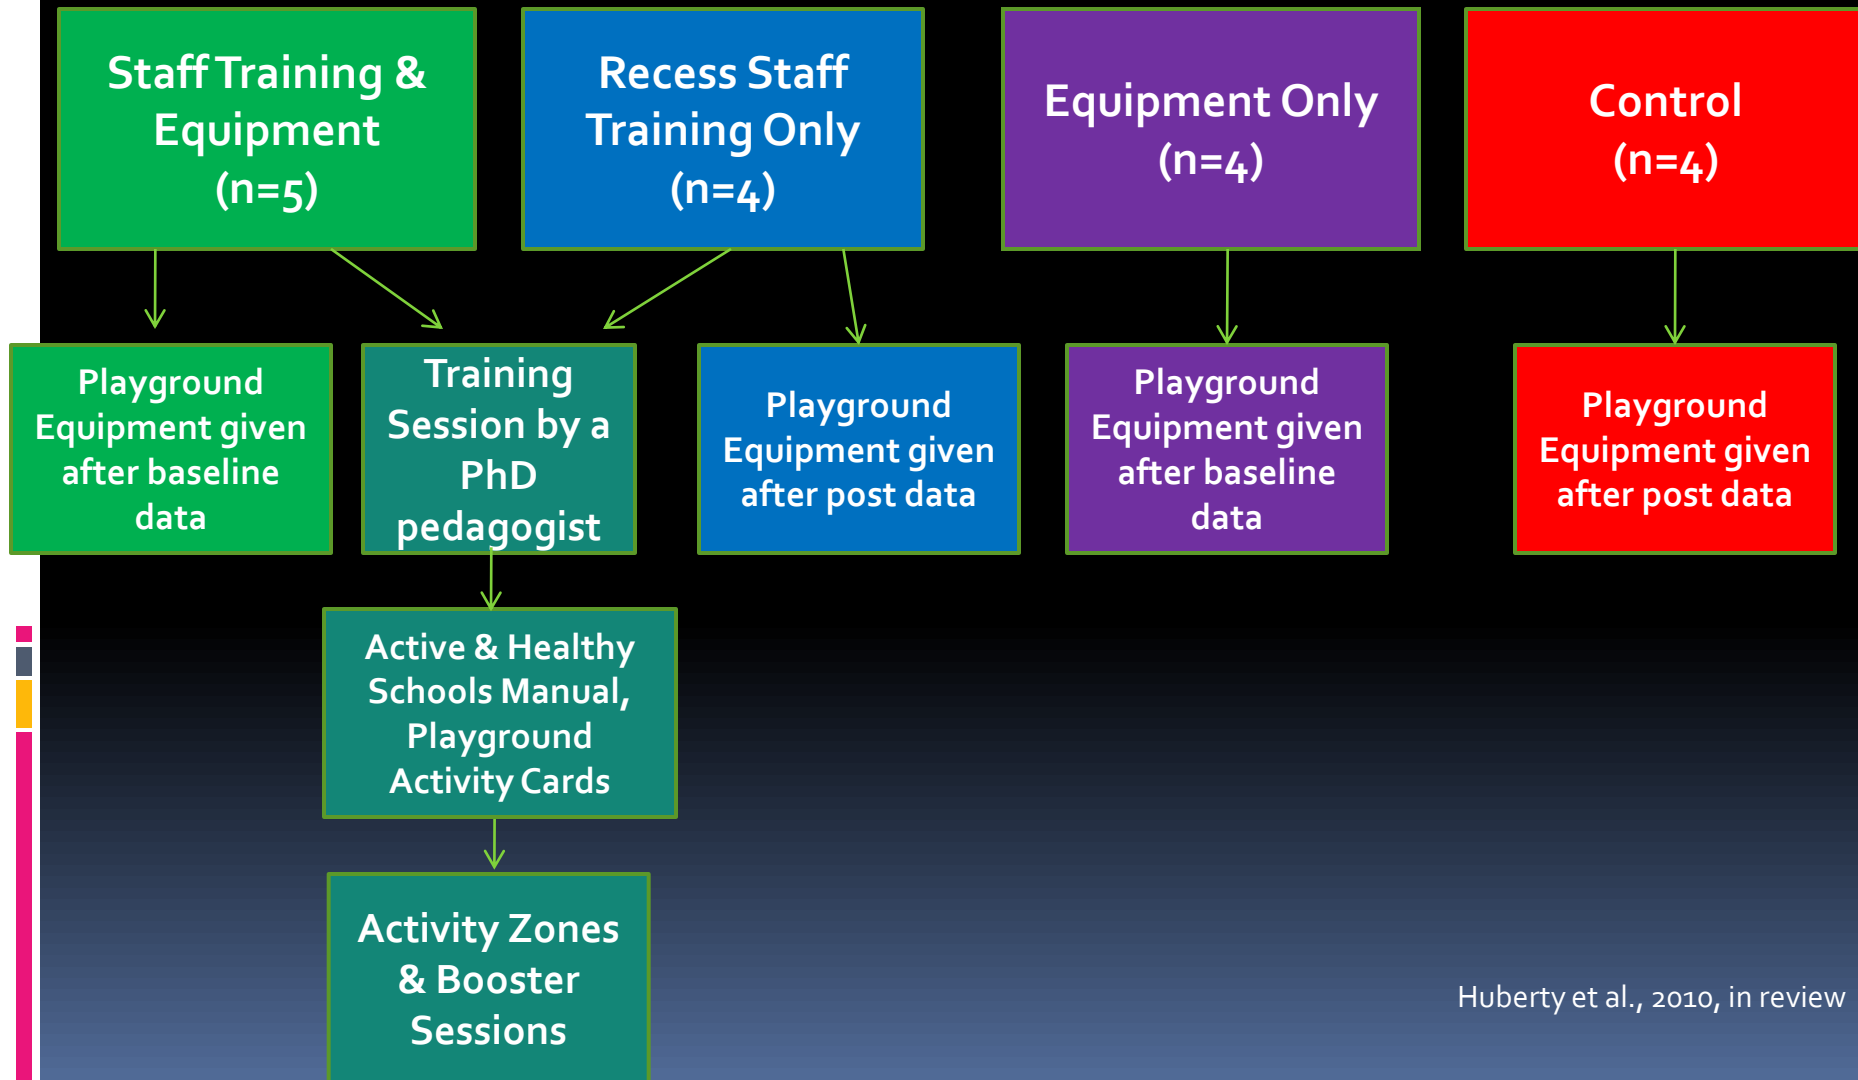 Staff Training &
Equipment
(n=5)
Recess Staff
Training Only
(n=4)
Equipment Only
(n=4)
Control
(n=4)
Playground
Equipment given
after baseline
data
Training
Session by a
PhD
pedagogist
Playground
Equipment given
after post data
Playground
Equipment given
after baseline
data
Playground
Equipment given
after post data
Active & Healthy
Schools Manual,
Playground
Activity Cards
Activity Zones
& Booster
Sessions
Huberty et al., 2010, in review